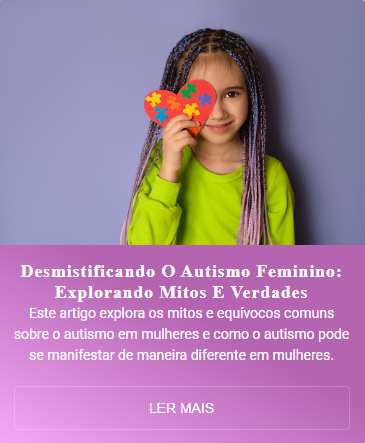 Desmistificando O Autismo Feminino:
Explorando Mitos E Verdades
Este artigo explora os mitos e equívocos comuns
sobre o autismo em mulheres e como o autismo pode
se manifestar de maneira diferente em mulheres.
LER MAIS